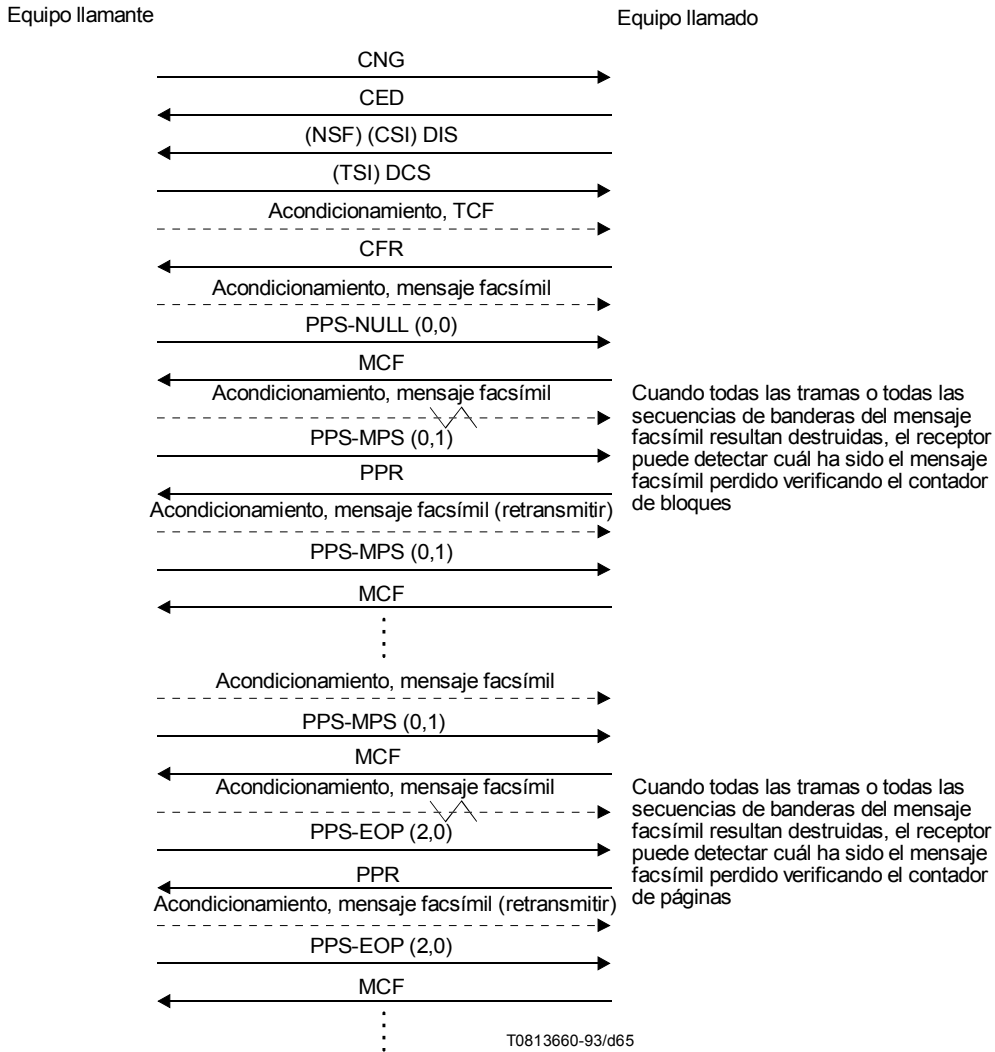 Equipo llamante
Equipo llamado
CNG
CED
(NSF) (CSI) DIS
(TSI) DCS
Acondicionamiento, TCF
CFR
Acondicionamiento, mensaje facsímil
PPS-NULL (0,0)
MCF
Acondicionamiento, mensaje facsímil
PPS-MPS (0,1)
PPR
Acondicionamiento, mensaje facsímil (retransmitir)
PPS-MPS (0,1)
MCF
Cuando todas las tramas o todas las
secuencias de banderas del mensaje
facsímil resultan destruidas, el receptor
puede detectar cuál ha sido el mensaje
facsímil perdido verificando el contador
de bloques
Acondicionamiento, mensaje facsímil
PPS-MPS (0,1)
MCF
Acondicionamiento, mensaje facsímil
PPS-EOP (2,0)
PPR
Acondicionamiento, mensaje facsímil (retransmitir)
PPS-EOP (2,0)
MCF
Cuando todas las tramas o todas las
secuencias de banderas del mensaje
facsímil resultan destruidas, el receptor
puede detectar cuál ha sido el mensaje
facsímil perdido verificando el contador
de páginas
T0813660-93/d65